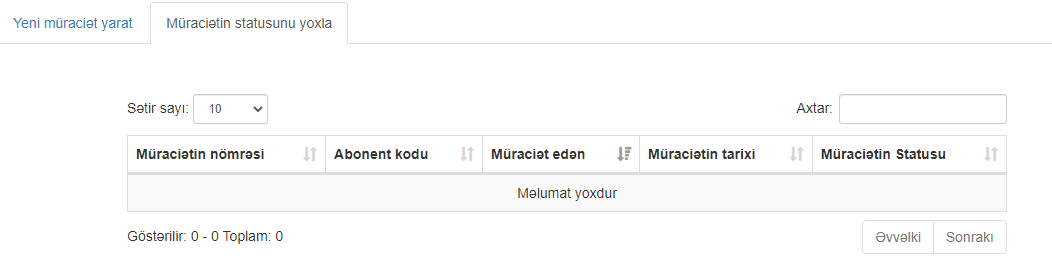 Yeni müraciət yarat Müraciətin statusunu yoxla
Sətir sayı: 10 Axtar:
Müraciətin nömrəsi Abonent kodu Müraciət edən Müraciətin tarixi Müraciətin Statusu
Məlumat yoxdur
Göstərilir: 0 - 0 Toplam: 0 Əvvəlki Sonrakı